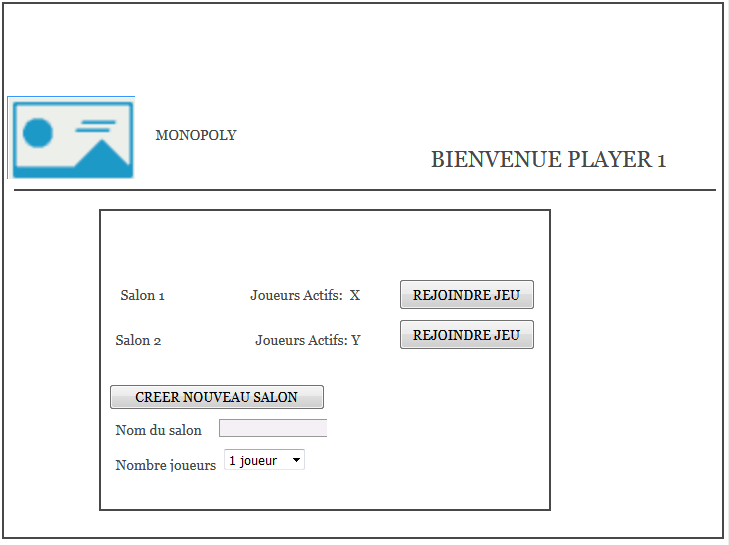 MONOPOLY
BIENVENUE PLAYER 1
Salon 1 Joueurs Actifs: X REJOINDRE JEU
Salon 2 Joueurs Actifs: Y REJOINDRE JEU
CREER NOUVEAU SALON
Nom du salon
Nombre joueurs 1 joueur